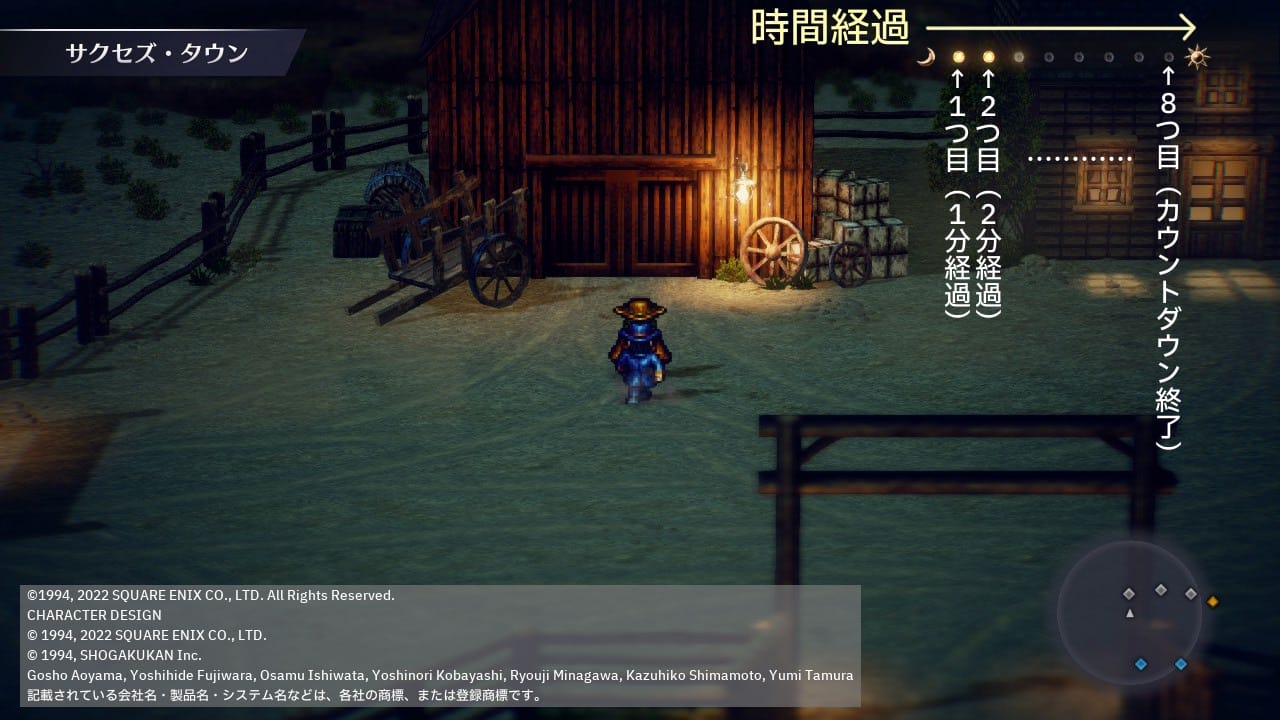 サクセズ・タウン
時間経過
↑1つ目(1分経過)
↑2つ目(2分経過)
…………
↑8つ目(カウントダウン終了)
©1994, 2022 SQUARE ENIX CO., LTD. All Rights Reserved.
CHARACTER DESIGN
© 1994, 2022 SQUARE ENIX CO., LTD.
© 1994, SHOGAKUKAN Inc.
Gosho Aoyama, Yoshihide Fujiwara, Osamu Ishiwata, Yoshinori Kobayashi, Ryouji Minagawa, Kazuhiko Shimamoto, Yumi Tamura
記載されている会社名・製品名・システム名などは、各社の商標、または登録商標です。